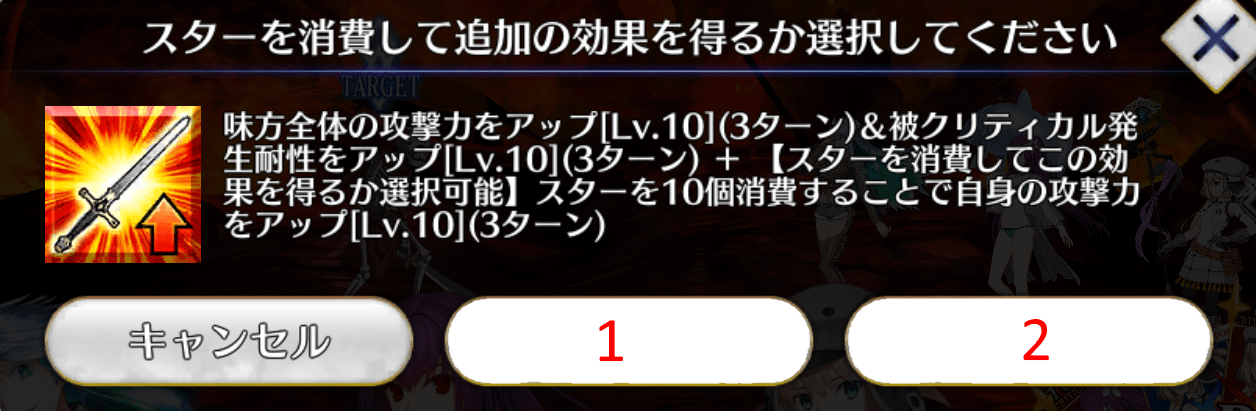 スターを消費して追加の効果を得るか選択してください
TARGET
味方全体の攻撃力をアップ[Lv.10](3ターン)&被クリティカル発
生耐性をアップ[Lv.10](3ターン) + 【スターを消費してこの効
果を得るか選択可能】スターを10個消費することで自身の攻撃力
をアップ[Lv.10](3ターン)
キャンセル
1
2